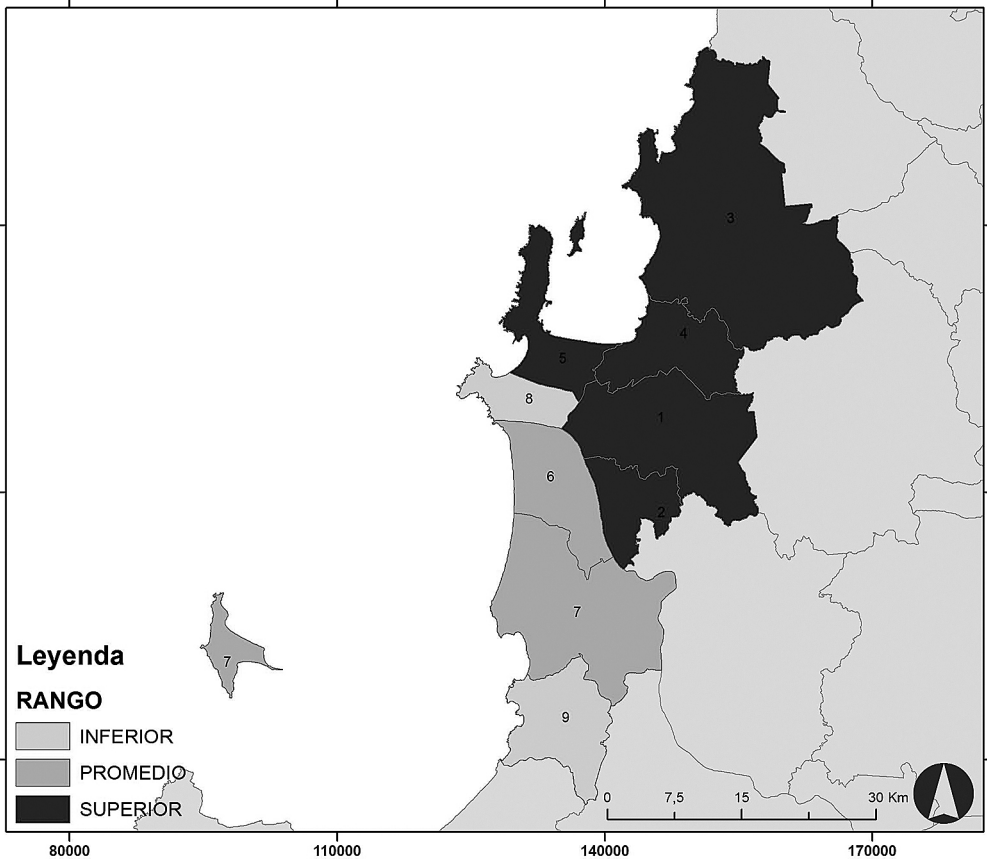 3
4
5
8
1
6
2
7
7
9
Leyenda
RANGO
INFERIOR
PROMEDIO
SUPERIOR
0 7,5 15 30 Km
80000 110000 140000 170000